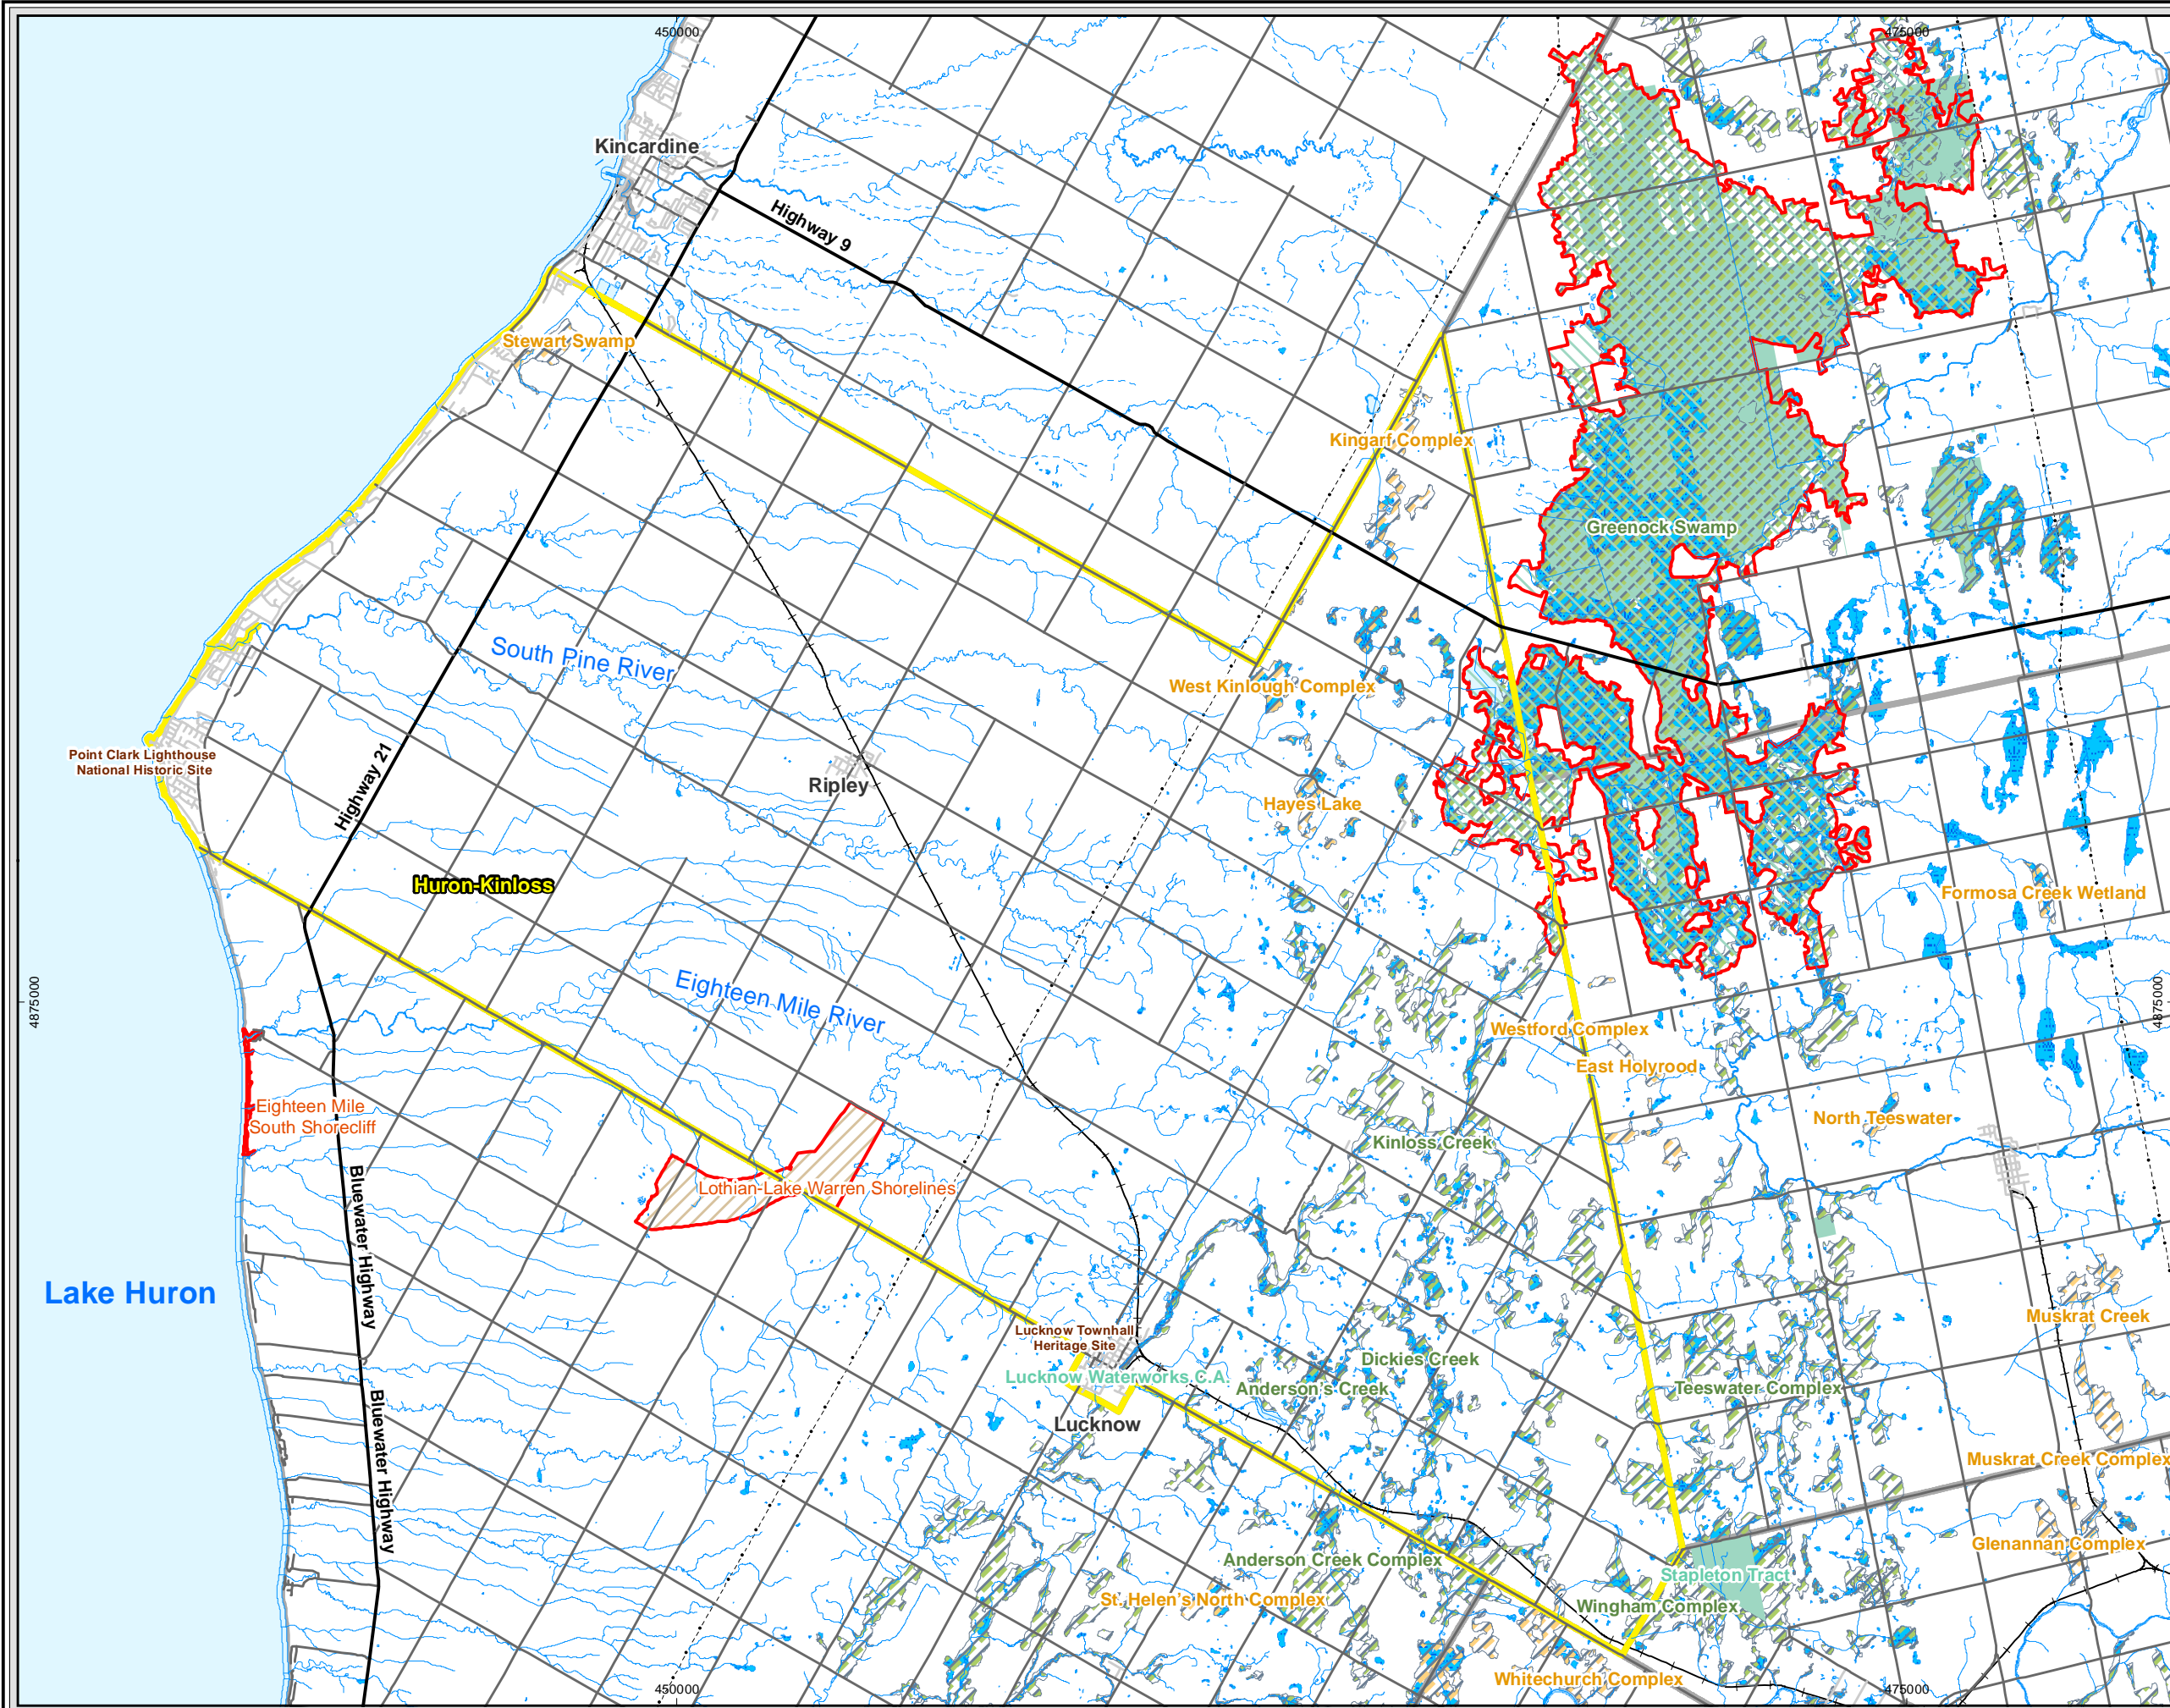 450000
475000
Kincardine
Highway 9
Stewart Swamp
Kingarf Complex
Greenock Swamp
South Pine River
West Kinlough Complex
Point Clark Lighthouse
National Historic Site
Highway 21
Ripley
Hayes Lake
Huron-Kinloss
Formosa Creek Wetland
Eighteen Mile River
4875000
4875000
Westford Complex
East Holyrood
Eighteen Mile
South Shorecliff
North Teeswater
Kinloss Creek
Lothian-Lake Warren Shorelines
Bluewater Highway
Lake Huron
Muskrat Creek
Lucknow Townhall
Heritage Site
Dickies Creek
Lucknow Waterworks C.A.
Anderson's Creek
Teeswater Complex
Lucknow
Bluewater Highway
Muskrat Creek Complex
Glenannan Complex
Anderson Creek Complex
Stapleton Tract
St. Helen's North Complex
Wingham Complex
Whitechurch Complex
450000
475000